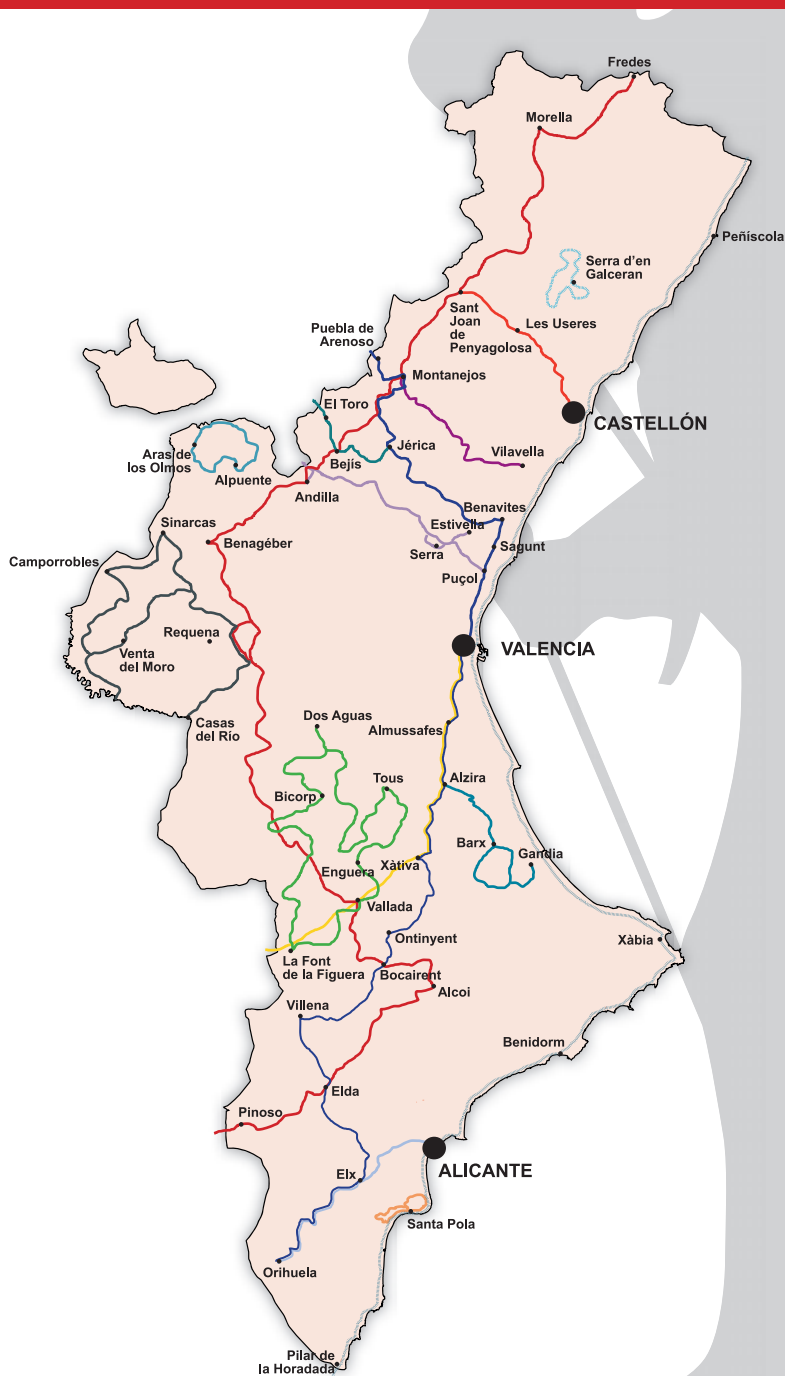 Fredes
Morella
Peñíscola
Serra d’en
Galceran
Sant
Joan
de
Penyagolosa
Les Useres
Puebla de
Arenoso
Montanejos
El Toro
CASTELLÓN
Jérica
Vilavella
Aras de
los Olmos
Bejís
Alpuente
Andilla
Benavites
Sinarcas
Estivella
Benagéber
Serra
Sagunt
Camporrobles
Puçol
Requena
Venta
del Moro
VALENCIA
Casas
del Río
Dos Aguas
Almussafes
Tous
Alzira
Bicorp
Barx
Gandia
Enguera
Xàtiva
Vallada
Ontinyent
Xàbia
La Font
de la Figuera
Bocairent
Alcoi
Villena
Benidorm
Elda
Pinoso
Elx
ALICANTE
Santa Pola
Orihuela
Pilar de
la Horadada